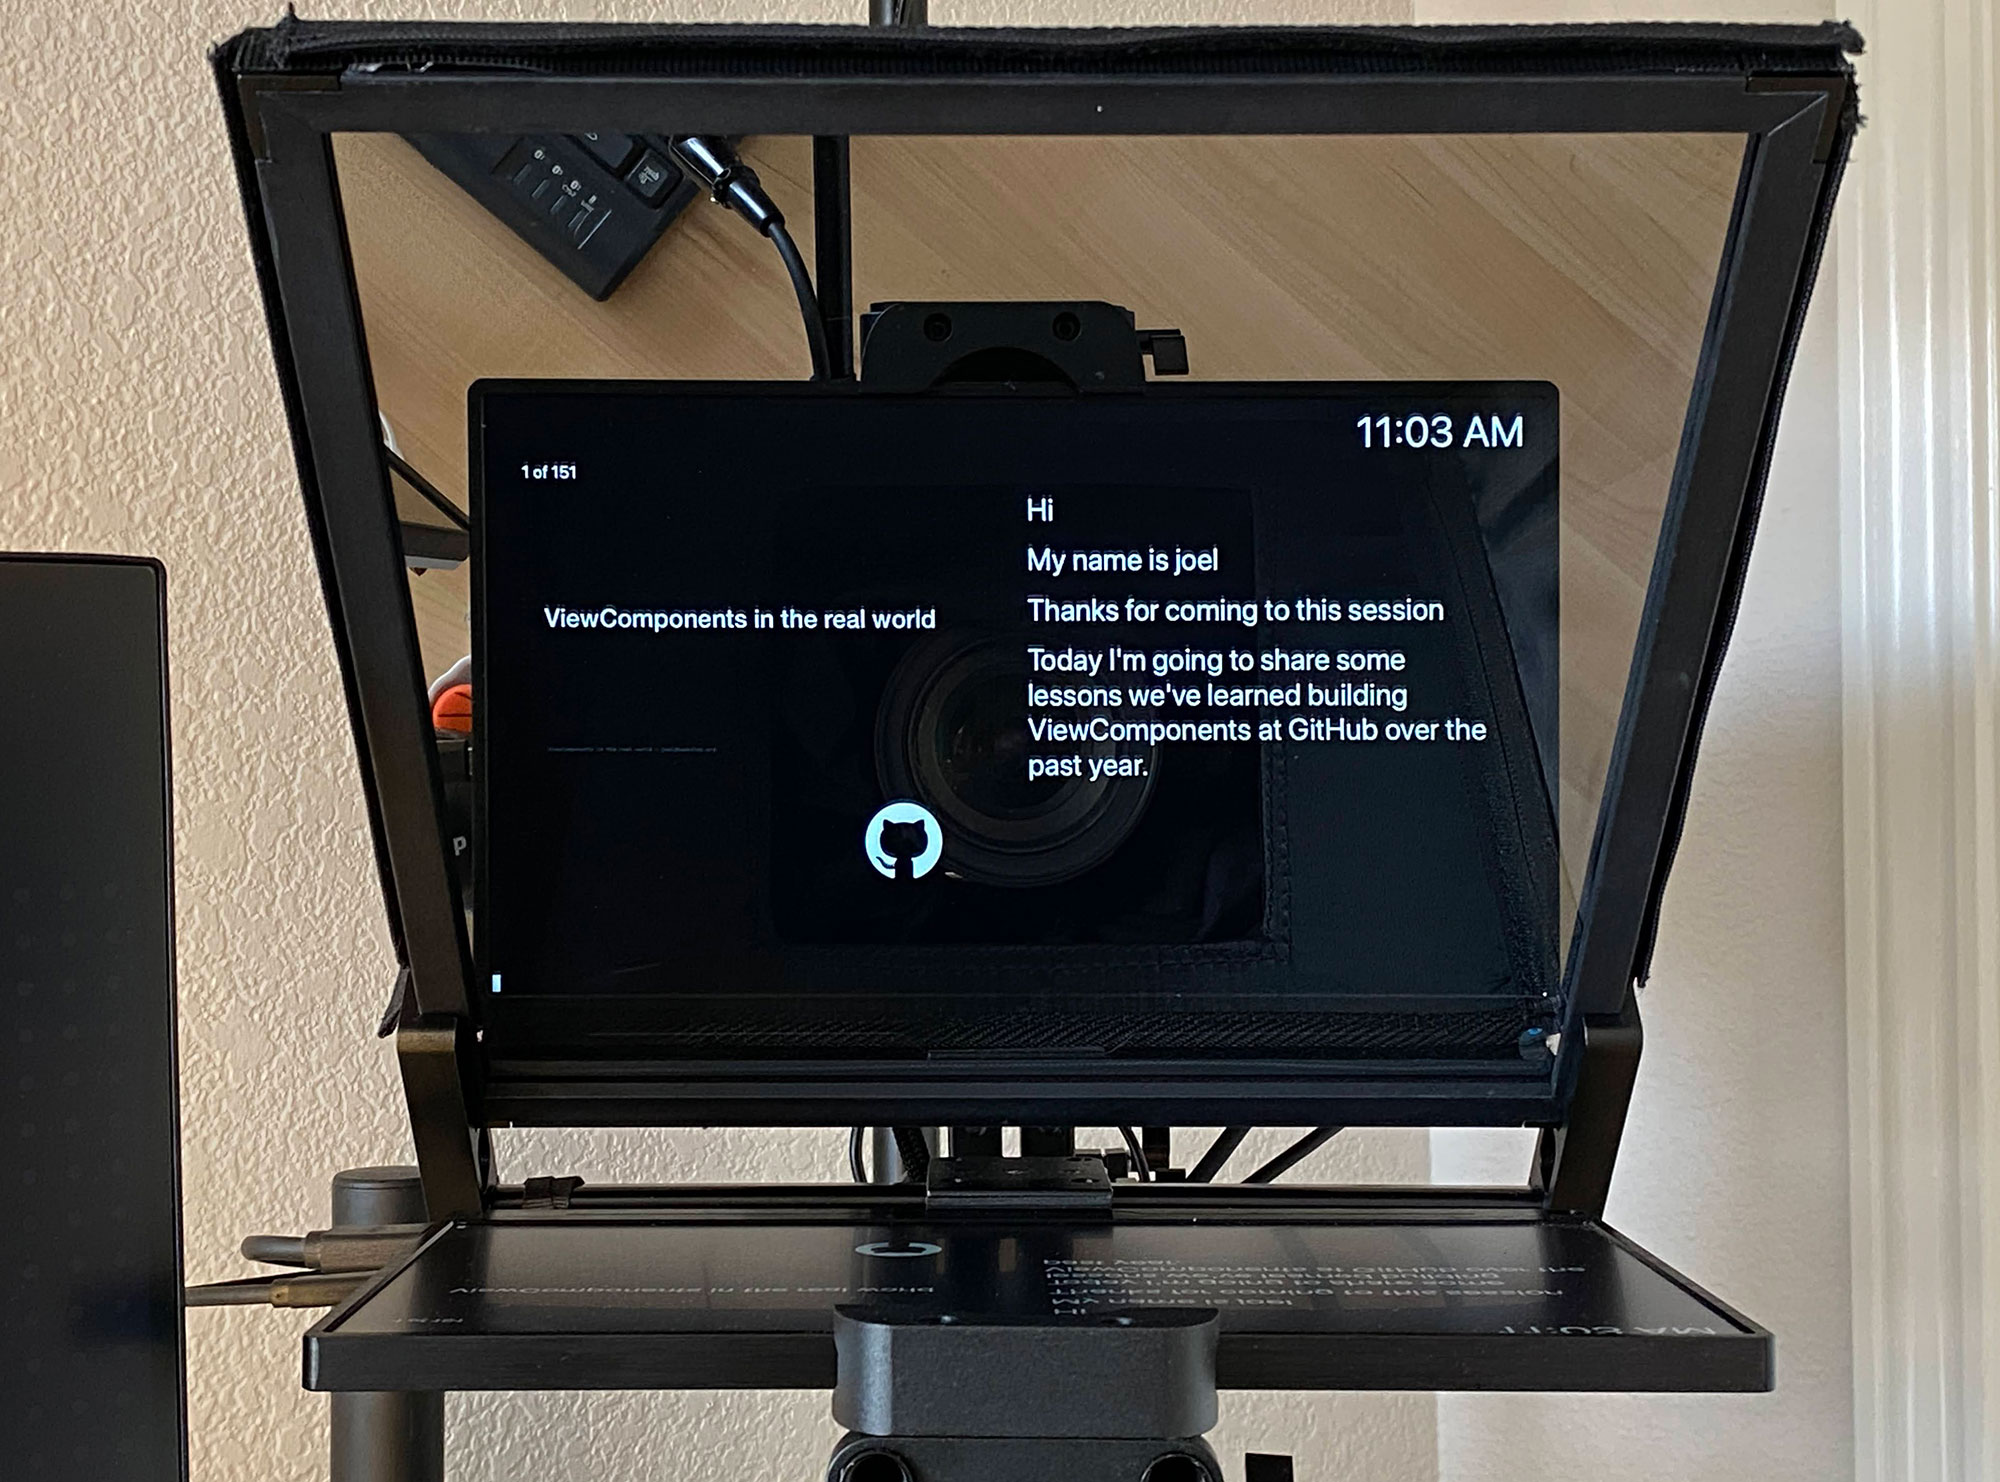 11:03 AM
1 of 151
ViewComponents in the real world
Hi
My name is joel
Thanks for coming to this session
Today I'm going to share some
lessons we've learned building
ViewComponents at GitHub over the
past year.
P